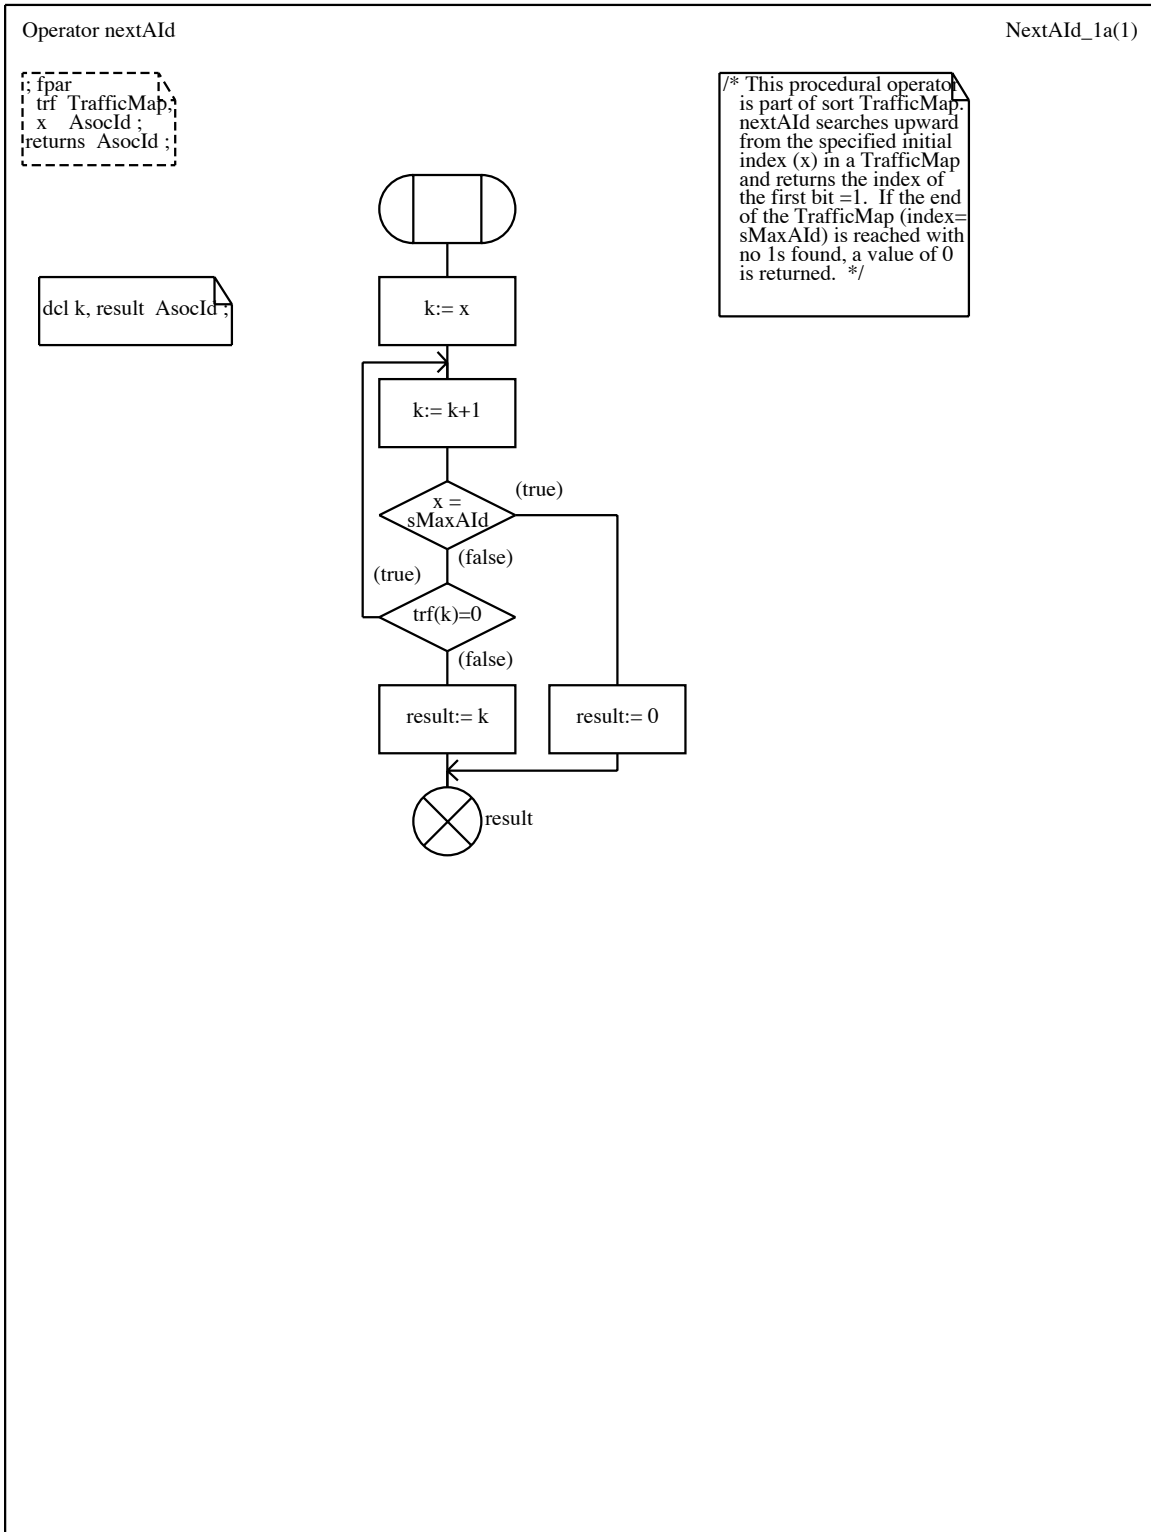 Operator nextAId
NextAId_1a(1)
; fpar
trf TrafficMap,
x AsocId ;
returns AsocId ;
/* This procedural operator
is part of sort TrafficMap.
nextAId searches upward
from the specified initial
index (x) in a TrafficMap
and returns the index of
the first bit =1. If the end
of the TrafficMap (index=
sMaxAId) is reached with
no 1s found, a value of 0
is returned. */
dcl k, result AsocId ;
k:= x
k:= k+1
(true)
x =
sMaxAId
(false)
(true)
trf(k)=0
(false)
result:= k
result:= 0
result